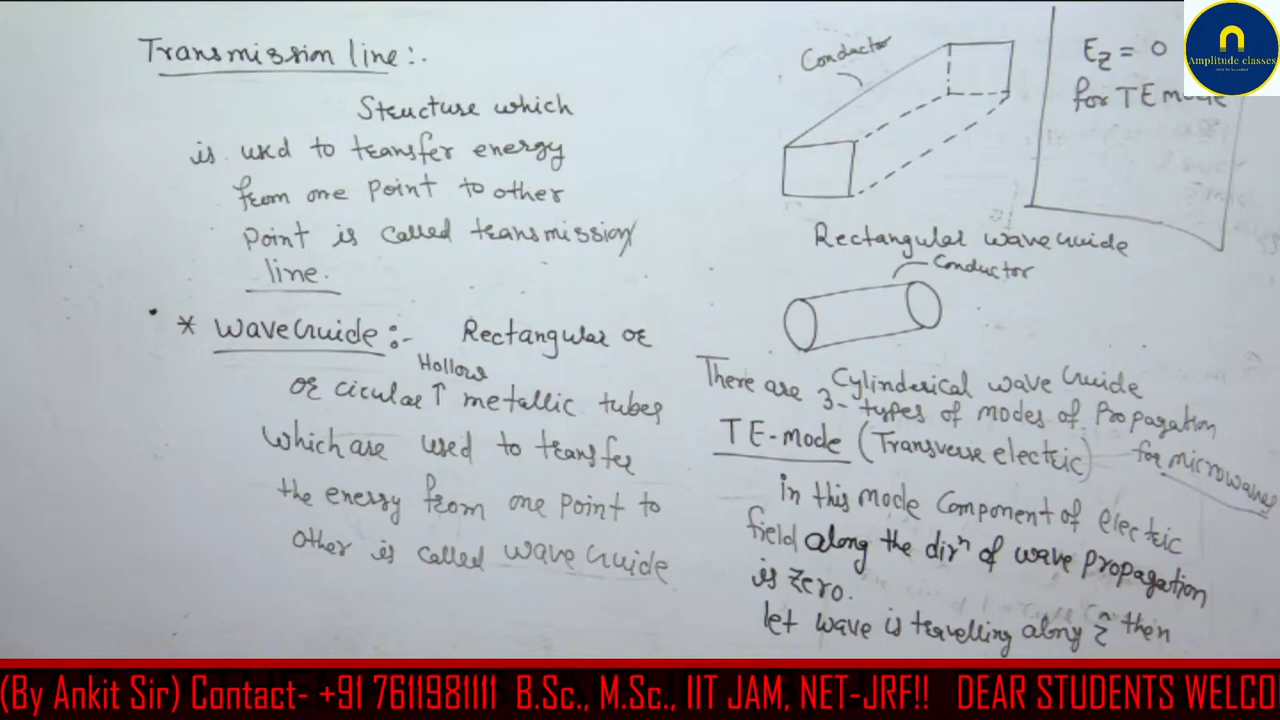 Transmission line:.
Structure which
is used to transfer energy
from one point to other
point is called transmission
line.
* WaveGuide:- Rectangular or
Hollow
or cicular ↑ metallic tubes
which are used to transfer
the energy from one point to
other is called wave Guide
Conductor
Rectangular wave Guide
Conductor
Cylinderical wave Guide
There are 3- types of modes of Propagation
for microwaves
TE-mode (Transverse electric)
in this mode Component of electric
field along the dirⁿ of wave propagation
is zero.
let wave is travelling along ẑ then
E_z = 0
for TE mode
Amplitude classes
(By Ankit Sir) Contact- +91 7611981111 B.Sc., M.Sc., IIT JAM, NET-JRF!! DEAR STUDENTS WELCO